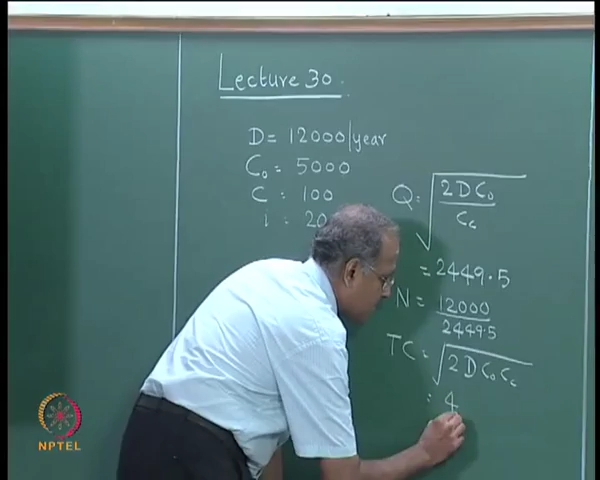 Lecture 30.
D = 12000/year
C₀ = 5000
C = 100
i = 20
Q = √(2DC₀/Cc)
= 2449.5
N = 12000/2449.5
TC = √(2DC₀Cc)
= 4
NPTEL